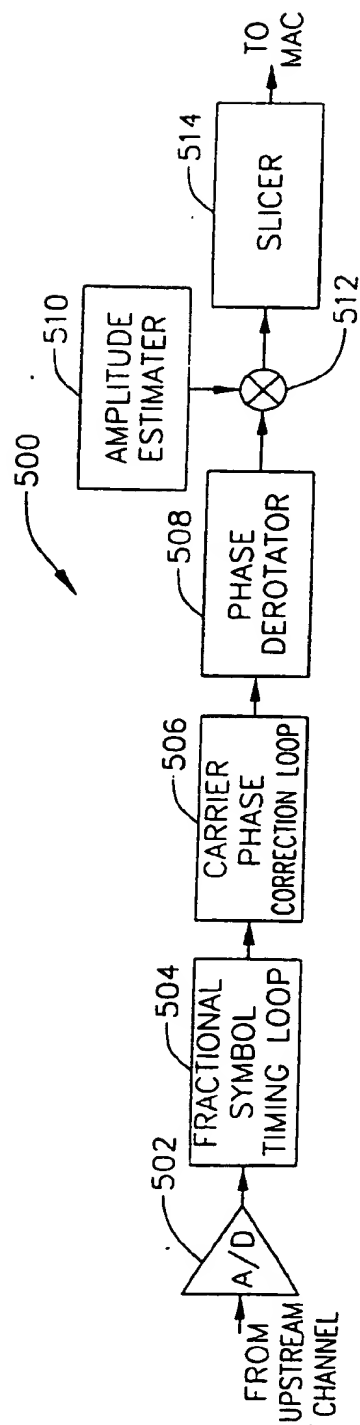 500
FROM
UPSTREAM
CHANNEL
502
A/D
504
FRACTIONAL
SYMBOL
TIMING LOOP
506
CARRIER
PHASE
CORRECTION LOOP
508
PHASE
DEROTATOR
510
AMPLITUDE
ESTIMATER
512
514
SLICER
TO
MAC